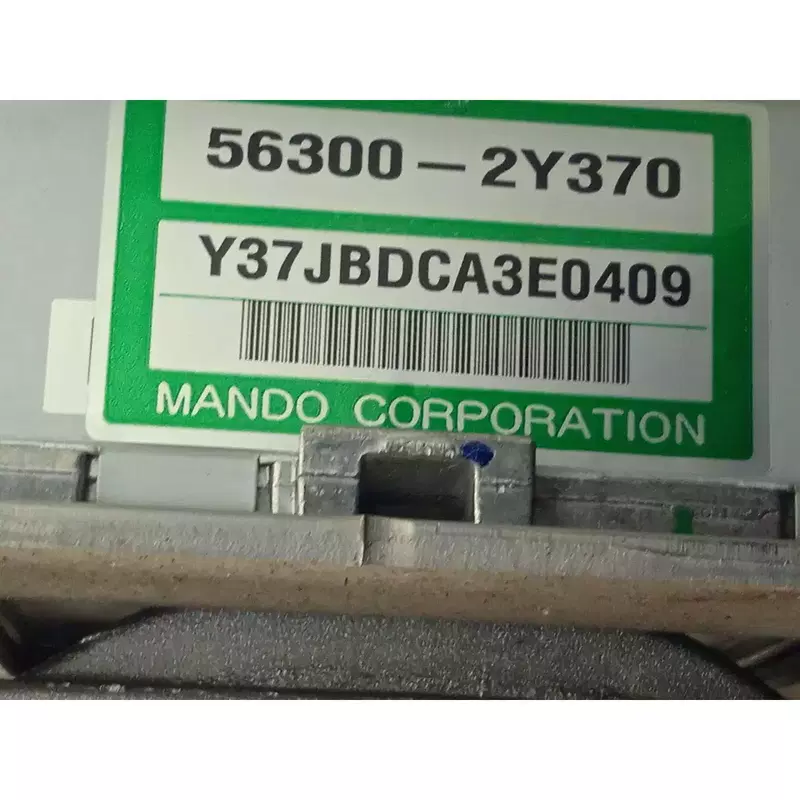 56300 – 2Y370
Y37JBDCA3E0409
MANDO CORPORATION